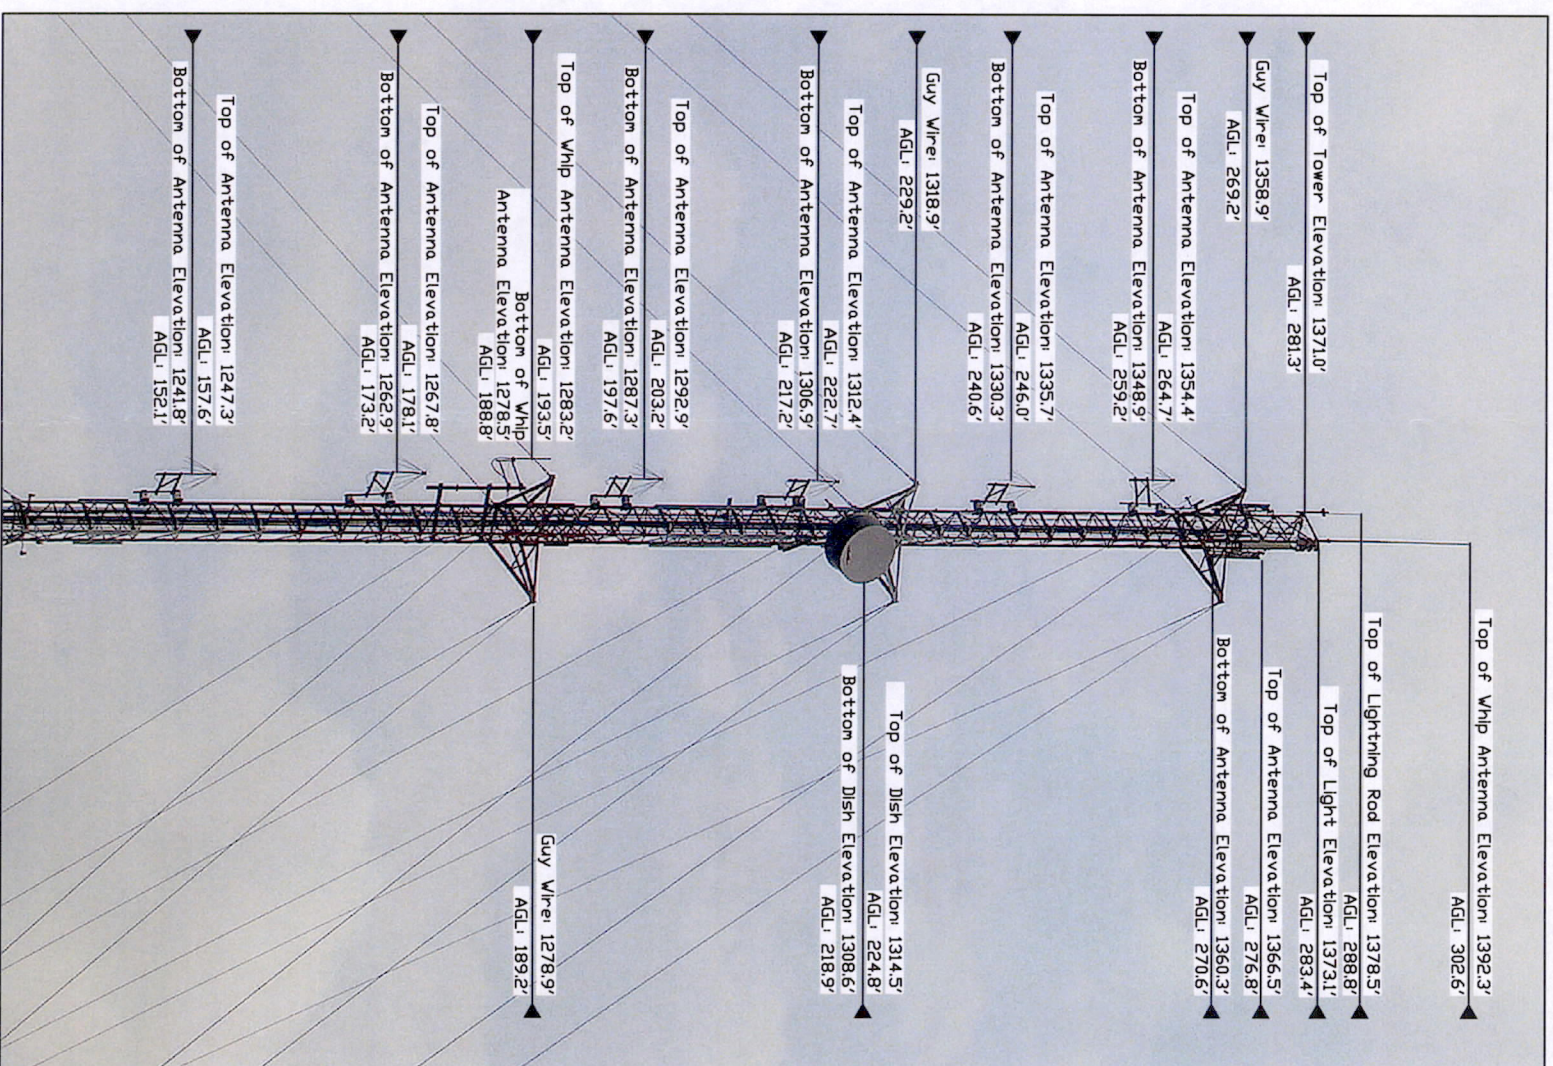 Top of Whip Antenna Elevation: 1392.3'
AGL: 302.6'
Top of Lightning Rod Elevation: 1378.5'
AGL: 288.8'
Top of Light Elevation: 1373.1'
AGL: 283.4'
Top of Antenna Elevation: 1366.5'
AGL: 276.8'
Bottom of Antenna Elevation: 1360.3'
AGL: 270.6'
Top of Dish Elevation: 1314.5'
AGL: 224.8'
Bottom of Dish Elevation: 1308.6'
AGL: 218.9'
Guy Wire: 1278.9'
AGL: 189.2'
Top of Tower Elevation: 1371.0'
AGL: 281.3'
Guy Wire: 1358.9'
AGL: 269.2'
Top of Antenna Elevation: 1354.4'
AGL: 264.7'
Bottom of Antenna Elevation: 1348.9'
AGL: 259.2'
Top of Antenna Elevation: 1335.7'
AGL: 246.0'
Bottom of Antenna Elevation: 1330.3'
AGL: 240.6'
Guy Wire: 1318.9'
AGL: 229.2'
Top of Antenna Elevation: 1312.4'
AGL: 222.7'
Bottom of Antenna Elevation: 1306.9'
AGL: 217.2'
Top of Antenna Elevation: 1292.9'
AGL: 203.2'
Bottom of Antenna Elevation: 1287.3'
AGL: 197.6'
Top of Whip Antenna Elevation: 1283.2'
AGL: 193.5'
Bottom of Whip
Antenna Elevation: 1278.5'
AGL: 188.8'
Top of Antenna Elevation: 1267.8'
AGL: 178.1'
Bottom of Antenna Elevation: 1262.9'
AGL: 173.2'
Top of Antenna Elevation: 1247.3'
AGL: 157.6'
Bottom of Antenna Elevation: 1241.8'
AGL: 152.1'